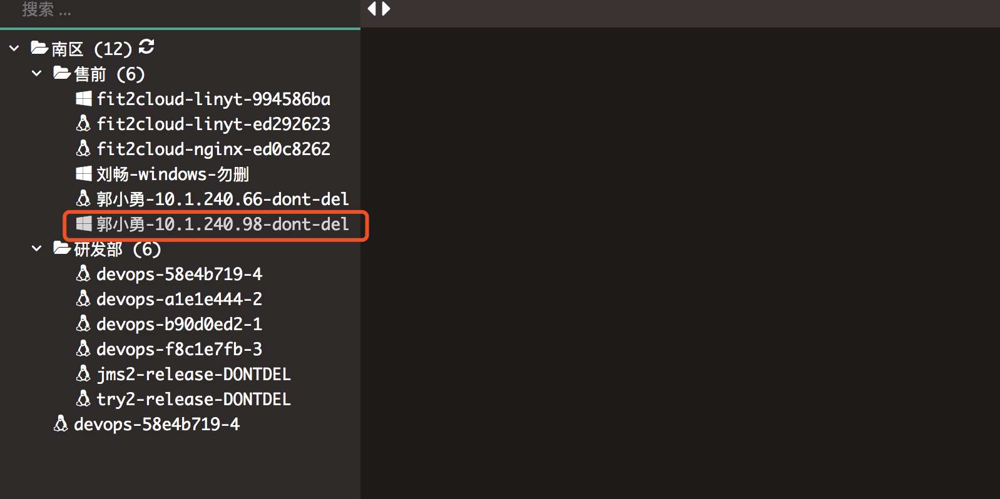 搜索 ...
南区 (12)
售前 (6)
fit2cloud-linyt-994586ba
fit2cloud-linyt-ed292623
fit2cloud-nginx-ed0c8262
刘畅-windows-勿删
郭小勇-10.1.240.66-dont-del
郭小勇-10.1.240.98-dont-del
研发部 (6)
devops-58e4b719-4
devops-a1e1e444-2
devops-b90d0ed2-1
devops-f8c1e7fb-3
jms2-release-DONTDEL
try2-release-DONTDEL
devops-58e4b719-4